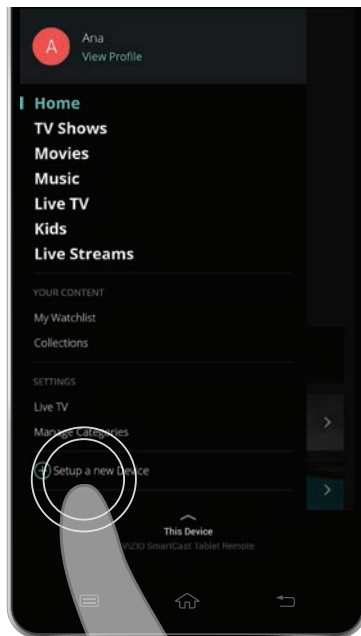 A
Ana
View Profile
Home
TV Shows
Movies
Music
Live TV
Kids
Live Streams
YOUR CONTENT
My Watchlist
Collections
SETTINGS
Live TV
Manage Categories
Setup a new Device
This Device
VIZIO SmartCast Tablet Remote